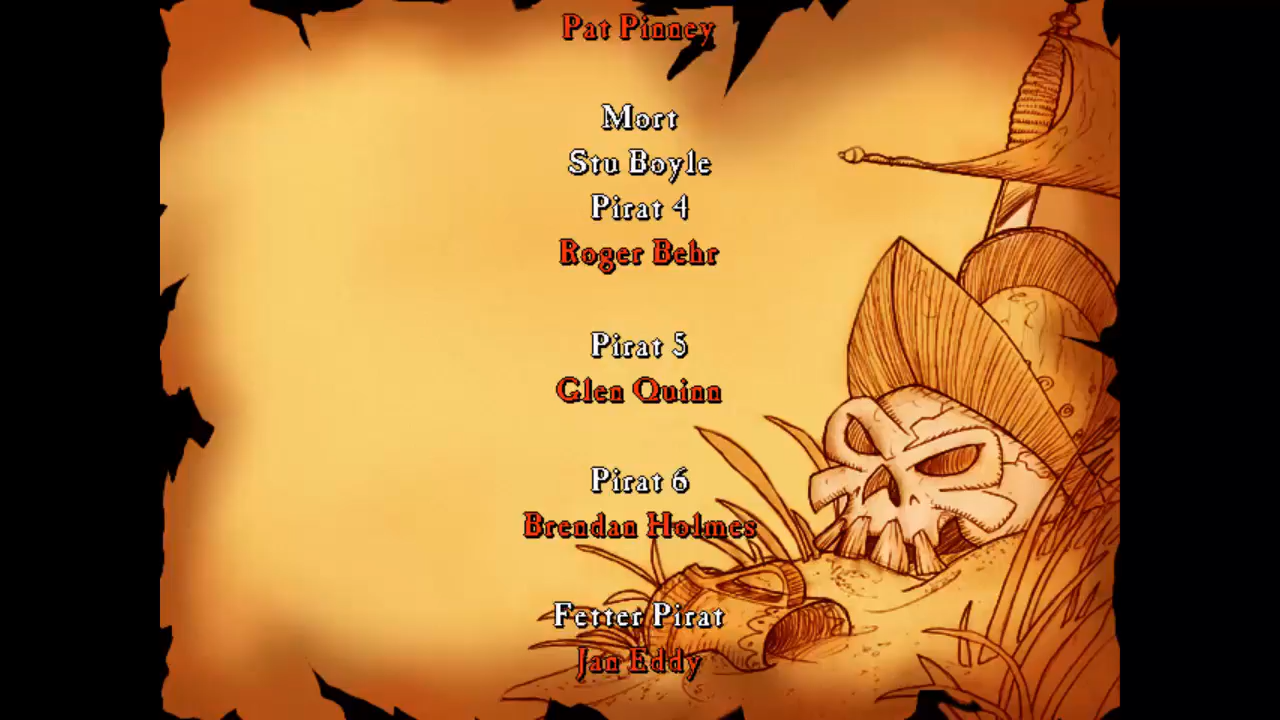 Pat Pinney
Mort
Stu Boyle
Pirat 4
Roger Behr
Pirat 5
Glen Quinn
Pirat 6
Brendan Holmes
Fetter Pirat
Jan Eddy